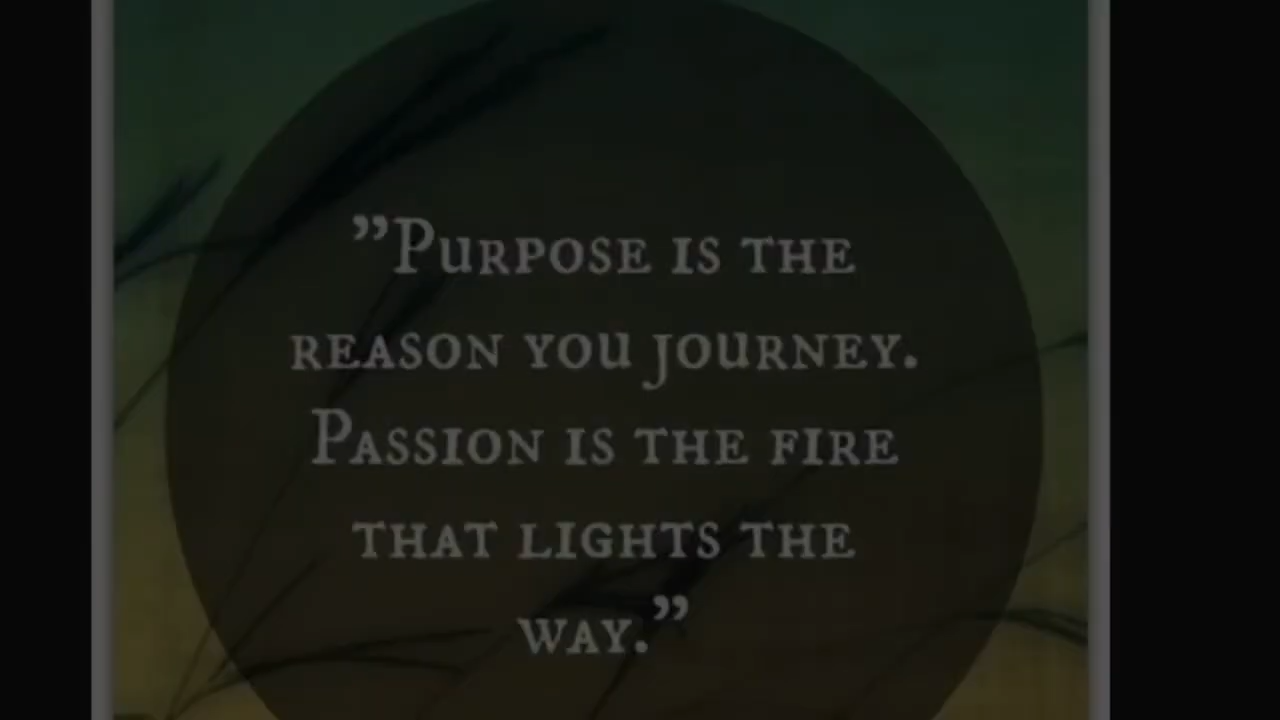 ”Purpose is the
reason you journey.
Passion is the fire
that lights the
way.”